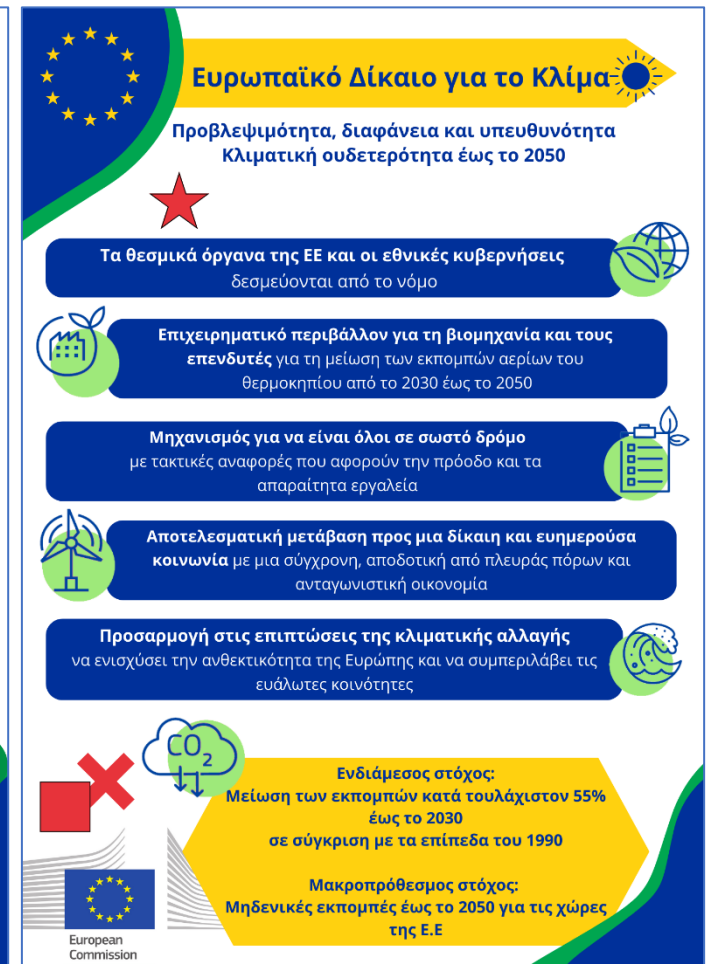 Ευρωπαϊκό Δίκαιο για το Κλίμα
Προβλεψιμότητα, διαφάνεια και υπευθυνότητα
Κλιματική ουδετερότητα έως το 2050
Τα θεσμικά όργανα της ΕΕ και οι εθνικές κυβερνήσεις
δεσμεύονται από το νόμο
Επιχειρηματικό περιβάλλον για τη βιομηχανία και τους
επενδυτές για τη μείωση των εκπομπών αερίων του
θερμοκηπίου από το 2030 έως το 2050
Μηχανισμός για να είναι όλοι σε σωστό δρόμο
με τακτικές αναφορές που αφορούν την πρόοδο και τα
απαραίτητα εργαλεία
Αποτελεσματική μετάβαση προς μια δίκαιη και ευημερούσα
κοινωνία με μια σύγχρονη, αποδοτική από πλευράς πόρων και
ανταγωνιστική οικονομία
Προσαρμογή στις επιπτώσεις της κλιματικής αλλαγής
να ενισχύσει την ανθεκτικότητα της Ευρώπης και να συμπεριλάβει τις
ευάλωτες κοινότητες
CO2
Ενδιάμεσος στόχος:
Μείωση των εκπομπών κατά τουλάχιστον 55%
έως το 2030
σε σύγκριση με τα επίπεδα του 1990
Μακροπρόθεσμος στόχος:
Μηδενικές εκπομπές έως το 2050 για τις χώρες
της Ε.Ε
European
Commission